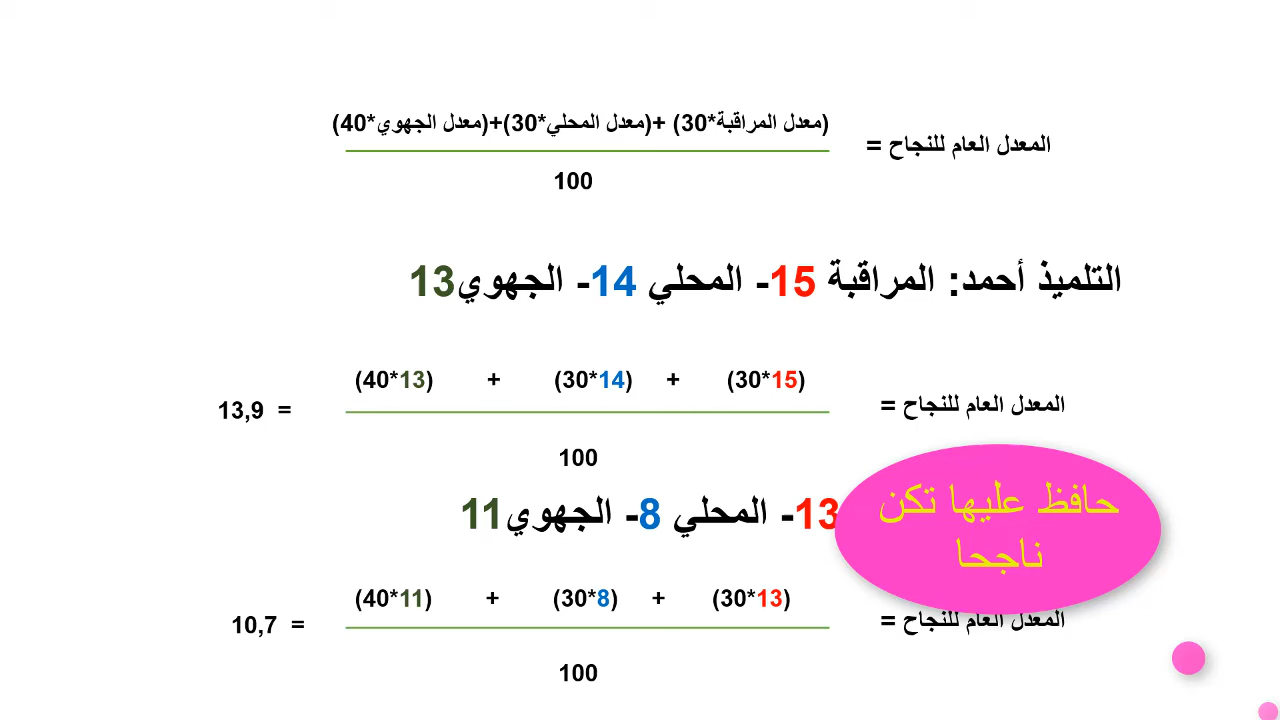 (معدل المراقبة*30) +(معدل المحلي*30)+(معدل الجهوي*40)
المعدل العام للنجاح =
100
التلميذ أحمد: المراقبة 15- المحلي 14- الجهوي13
(15*30) + (14*30) + (13*40)
المعدل العام للنجاح =
= 13,9
100
حافظ عليها تكن
ناجحا
13- المحلي 8- الجهوي11
(13*30) + (8*30) + (11*40)
المعدل العام للنجاح =
= 10,7
100